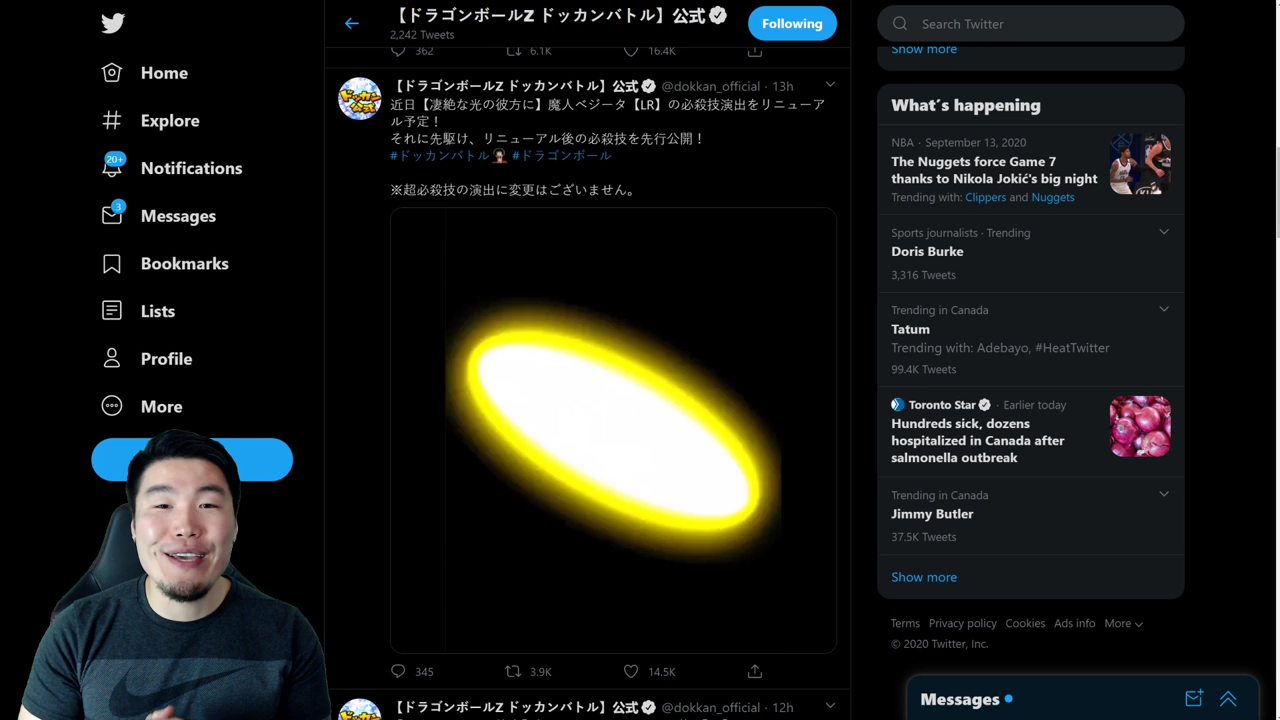 Home
Explore
20+
Notifications
3
Messages
Bookmarks
Lists
Profile
More
【ドラゴンボールZ ドッカンバトル】公式
2,242 Tweets
Following
362
6.1K
16.4K
【ドラゴンボールZ ドッカンバトル】公式 @dokkan_official · 13h
近日【凄絶な光の彼方に】魔人ベジータ【LR】の必殺技演出をリニューア
ル予定！
それに先駆け、リニューアル後の必殺技を先行公開！
#ドッカンバトル #ドラゴンボール
※超必殺技の演出に変更はございません。
345
3.9K
14.5K
【ドラゴンボールZ ドッカンバトル】公式 @dokkan_official · 12h
Search Twitter
Show more
What's happening
NBA · September 13, 2020
The Nuggets force Game 7
thanks to Nikola Jokić's big night
Trending with: Clippers and Nuggets
Sports journalists · Trending
Doris Burke
3,316 Tweets
Trending in Canada
Tatum
Trending with: Adebayo, #HeatTwitter
99.4K Tweets
Toronto Star · Earlier today
Hundreds sick, dozens
hospitalized in Canada after
salmonella outbreak
Trending in Canada
Jimmy Butler
37.5K Tweets
Show more
Terms Privacy policy Cookies Ads info More
© 2020 Twitter, Inc.
Messages